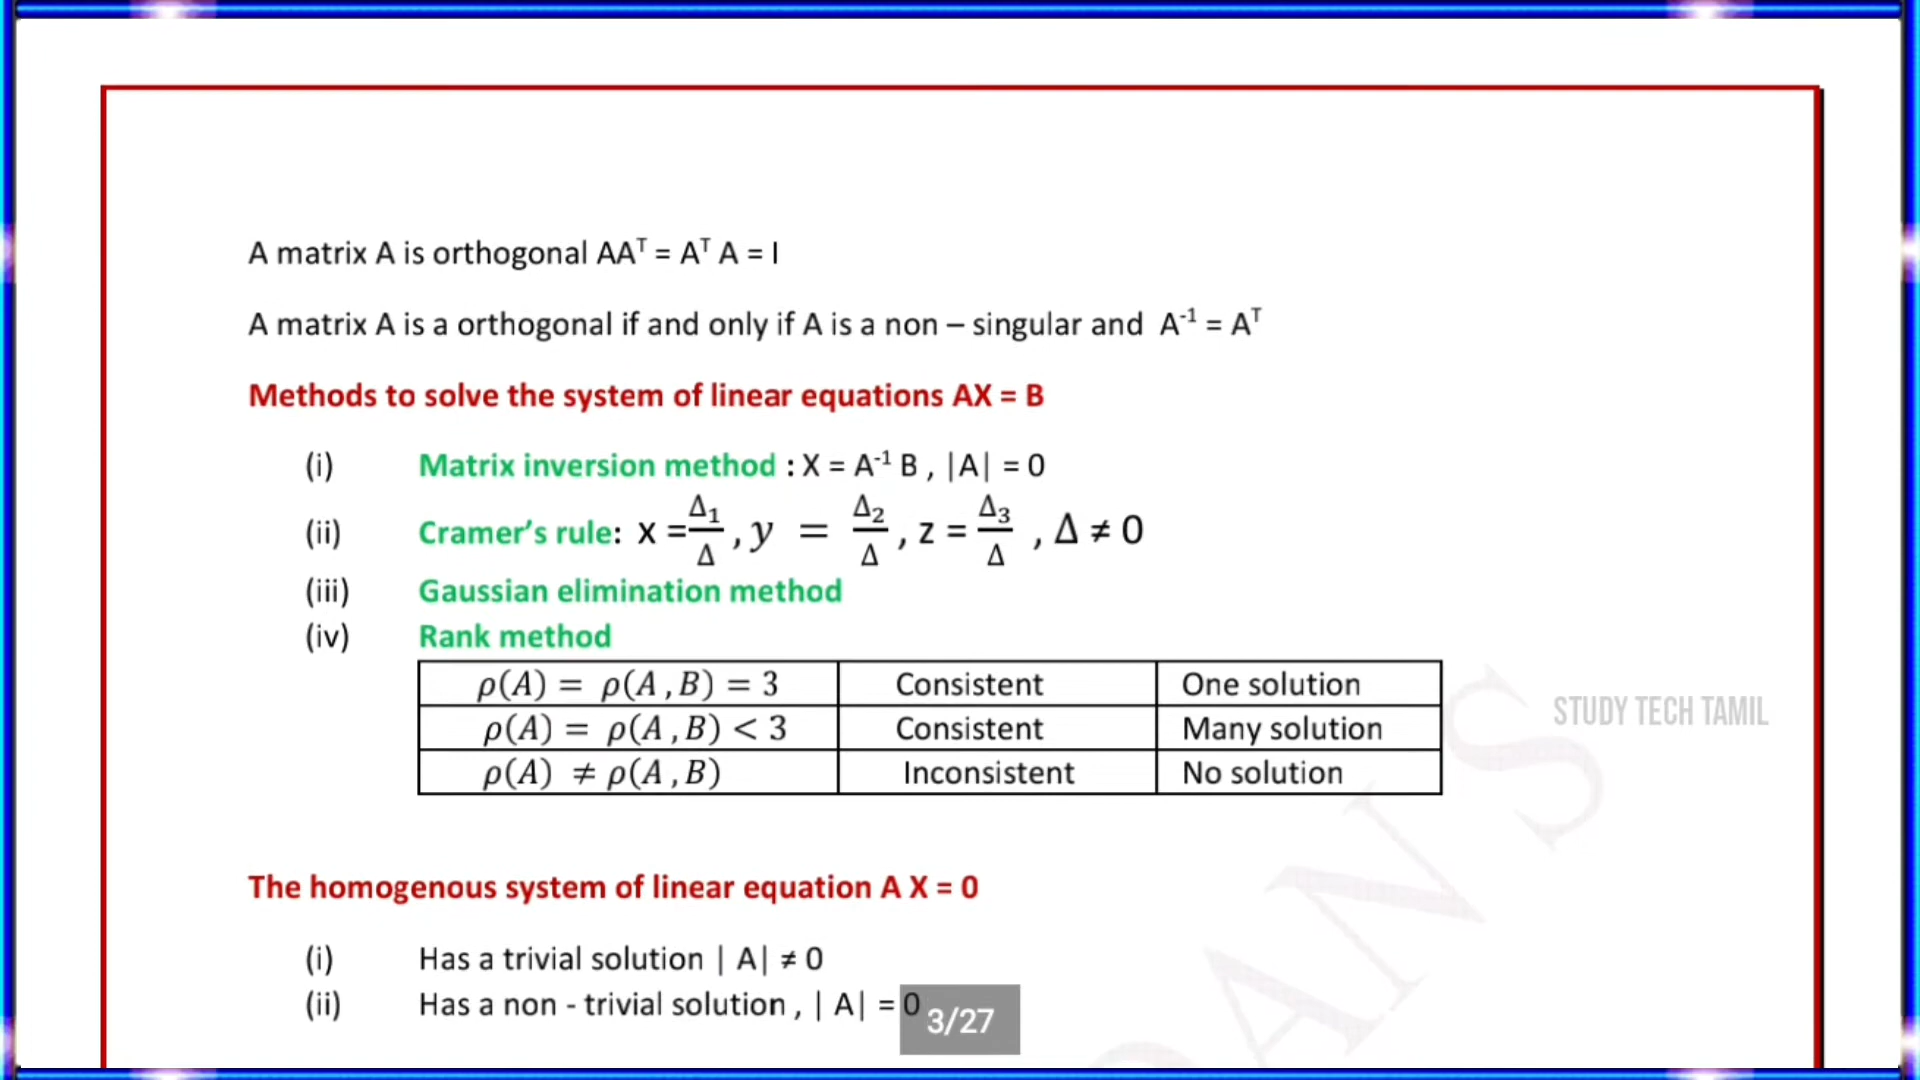 A matrix A is orthogonal AAᵀ = Aᵀ A = I
A matrix A is a orthogonal if and only if A is a non – singular and A⁻¹ = Aᵀ
Methods to solve the system of linear equations AX = B
(i) Matrix inversion method : X = A⁻¹ B , |A| = 0
(ii) Cramer's rule: x = Δ₁/Δ , y = Δ₂/Δ , z = Δ₃/Δ , Δ ≠ 0
(iii) Gaussian elimination method
(iv) Rank method
ρ(A) = ρ(A , B) = 3 Consistent One solution
ρ(A) = ρ(A , B) < 3 Consistent Many solution
ρ(A) ≠ ρ(A , B) Inconsistent No solution
STUDY TECH TAMIL
The homogenous system of linear equation A X = 0
(i) Has a trivial solution | A| ≠ 0
(ii) Has a non - trivial solution , | A| = 0
3/27